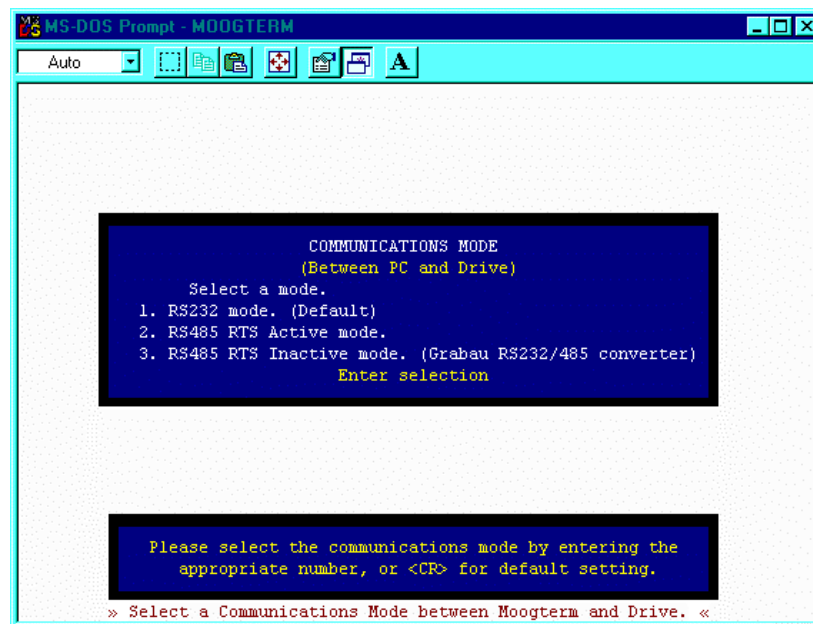 MS-DOS Prompt - MOOGTERM
Auto
A
COMMUNICATIONS MODE
(Between PC and Drive)
Select a mode.
1. RS232 mode. (Default)
2. RS485 RTS Active mode.
3. RS485 RTS Inactive mode. (Grabau RS232/485 converter)
Enter selection
Please select the communications mode by entering the
appropriate number, or <CR> for default setting.
» Select a Communications Mode between Moogterm and Drive. «